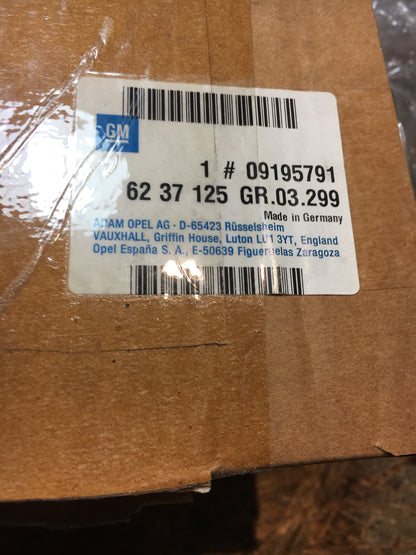 GM
1 # 09195791
62 37 125 GR.03.299
Made in Germany
ADAM OPEL AG · D-65423 Rüsselsheim
VAUXHALL, Griffin House, Luton LU1 3YT, England
Opel España S. A., E-50639 Figueruelas Zaragoza